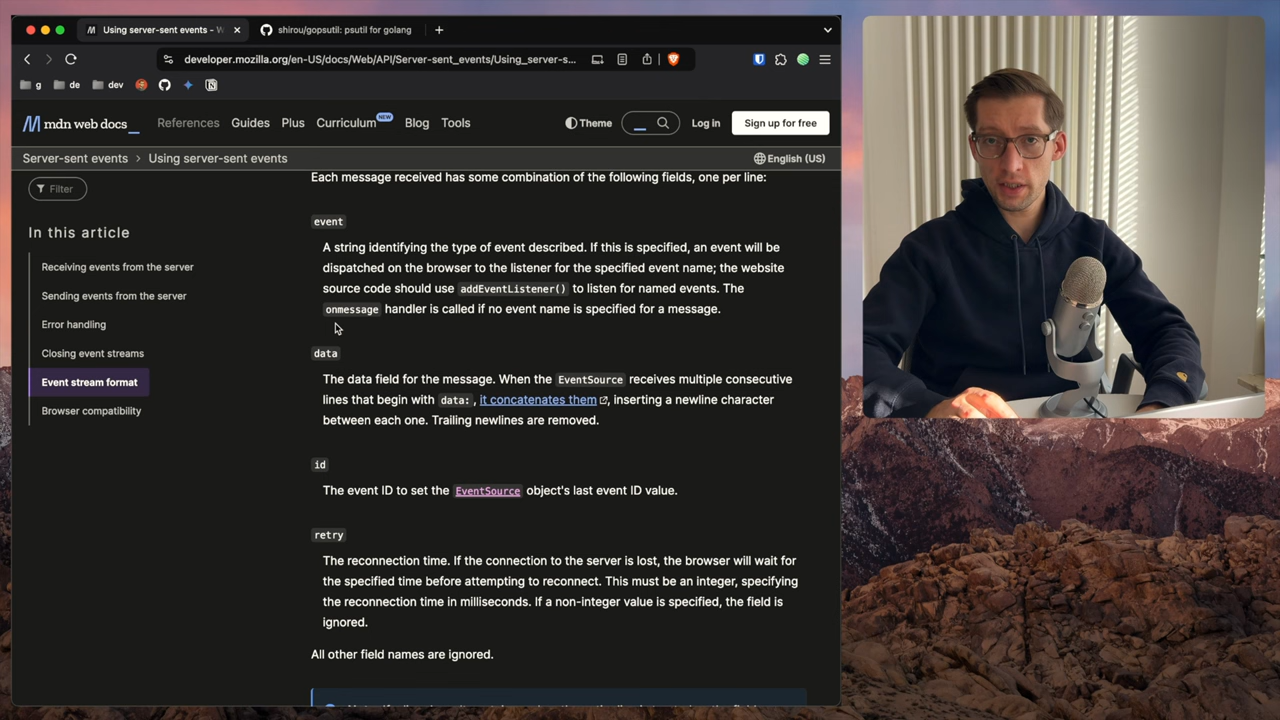 Using server-sent events - W
shirou/gopsutil: psutil for golang
developer.mozilla.org/en-US/docs/Web/API/Server-sent_events/Using_server-s...
g
de
dev
mdn web docs_
References
Guides
Plus
Curriculum NEW
Blog
Tools
Theme
Log in
Sign up for free
Server-sent events > Using server-sent events
English (US)
Filter
In this article
Receiving events from the server
Sending events from the server
Error handling
Closing event streams
Event stream format
Browser compatibility
Each message received has some combination of the following fields, one per line:
event
A string identifying the type of event described. If this is specified, an event will be
dispatched on the browser to the listener for the specified event name; the website
source code should use addEventListener() to listen for named events. The
onmessage handler is called if no event name is specified for a message.
data
The data field for the message. When the EventSource receives multiple consecutive
lines that begin with data:, it concatenates them, inserting a newline character
between each one. Trailing newlines are removed.
id
The event ID to set the EventSource object's last event ID value.
retry
The reconnection time. If the connection to the server is lost, the browser will wait for
the specified time before attempting to reconnect. This must be an integer, specifying
the reconnection time in milliseconds. If a non-integer value is specified, the field is
ignored.
All other field names are ignored.